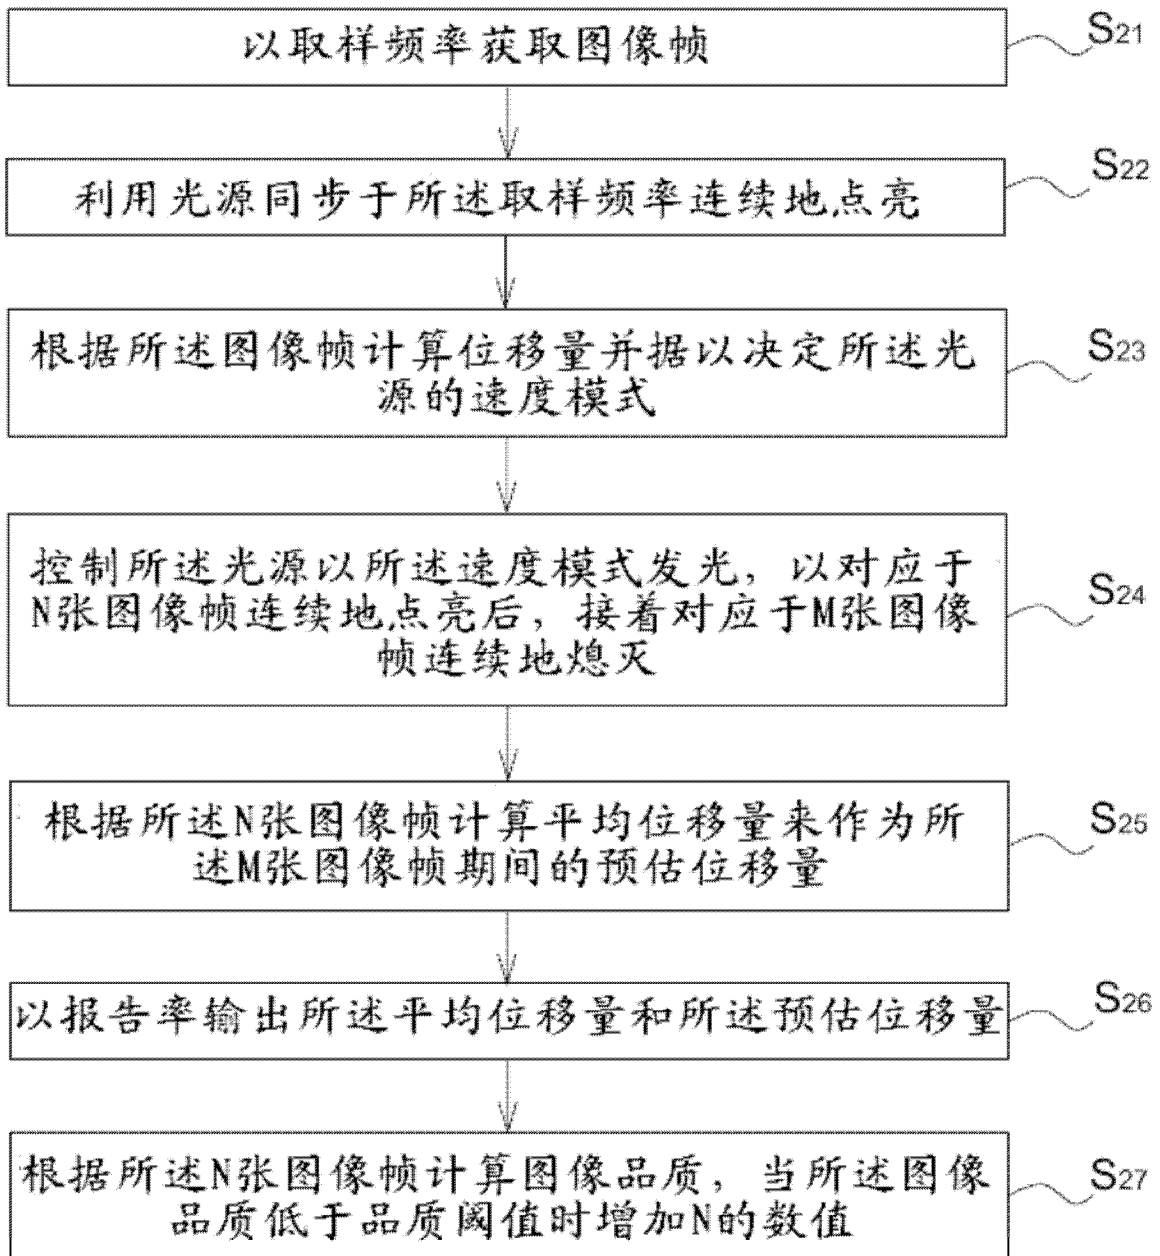 以取样频率获取图像帧
S21
利用光源同步于所述取样频率连续地点亮
S22
根据所述图像帧计算位移量并据以决定所述光
源的速度模式
S23
控制所述光源以所述速度模式发光，以对应于
N张图像帧连续地点亮后，接着对应于M张图像
帧连续地熄灭
S24
根据所述N张图像帧计算平均位移量来作为所
述M张图像帧期间的预估位移量
S25
以报告率输出所述平均位移量和所述预估位移量
S26
根据所述N张图像帧计算图像品质，当所述图像
品质低于品质阈值时增加N的数值
S27